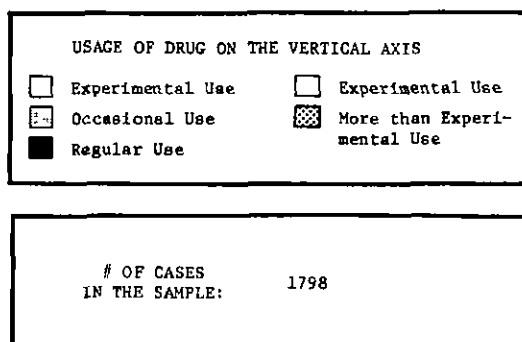 USAGE OF DRUG ON THE VERTICAL AXIS
Experimental Use
Occasional Use
Regular Use
Experimental Use
More than Experi-
mental Use
# OF CASES
IN THE SAMPLE: 1798